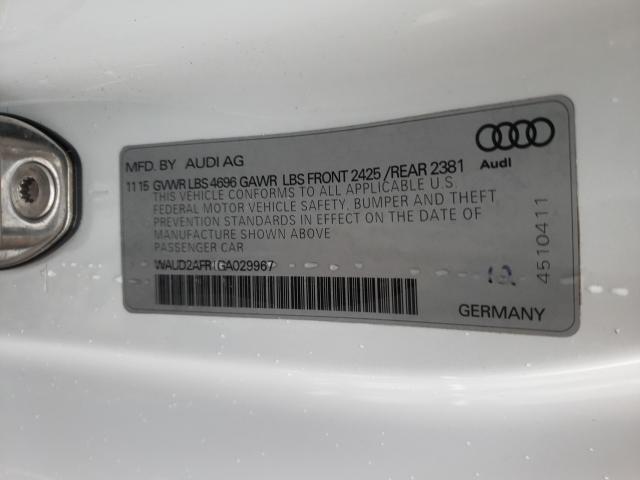 MFD. BY AUDI AG
Audi
11 15 GVWR LBS 4696 GAWR LBS FRONT 2425 / REAR 2381
THIS VEHICLE CONFORMS TO ALL APPLICABLE U.S.
FEDERAL MOTOR VEHICLE SAFETY, BUMPER AND THEFT
PREVENTION STANDARDS IN EFFECT ON THE DATE OF
MANUFACTURE SHOWN ABOVE
PASSENGER CAR
WAUD2AFR1GA029967
12
4510411
GERMANY